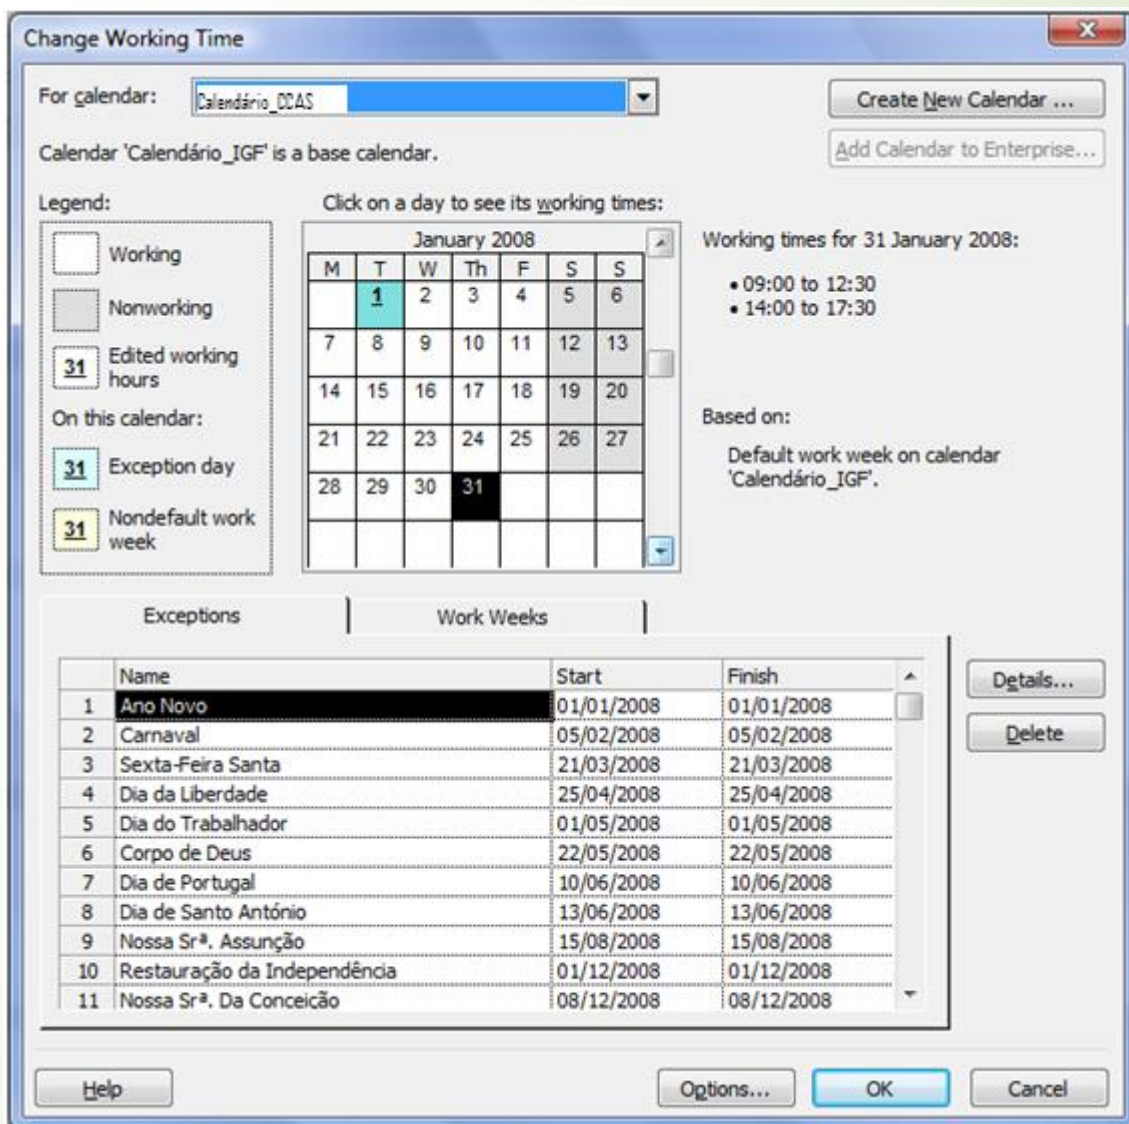 Change Working Time
For calendar: Calendário_DCAS
Create New Calendar ...
Calendar 'Calendário_IGF' is a base calendar.
Add Calendar to Enterprise...
Legend:
Click on a day to see its working times:
Working
Nonworking
31 Edited working
hours
On this calendar:
31 Exception day
31 Nondefault work
week
January 2008
M T W Th F S S
1 2 3 4 5 6
7 8 9 10 11 12 13
14 15 16 17 18 19 20
21 22 23 24 25 26 27
28 29 30 31
Working times for 31 January 2008:
• 09:00 to 12:30
• 14:00 to 17:30
Based on:
Default work week on calendar
'Calendário_IGF'.
Exceptions Work Weeks
Name Start Finish
1 Ano Novo 01/01/2008 01/01/2008
2 Carnaval 05/02/2008 05/02/2008
3 Sexta-Feira Santa 21/03/2008 21/03/2008
4 Dia da Liberdade 25/04/2008 25/04/2008
5 Dia do Trabalhador 01/05/2008 01/05/2008
6 Corpo de Deus 22/05/2008 22/05/2008
7 Dia de Portugal 10/06/2008 10/06/2008
8 Dia de Santo António 13/06/2008 13/06/2008
9 Nossa Srª. Assunção 15/08/2008 15/08/2008
10 Restauração da Independência 01/12/2008 01/12/2008
11 Nossa Srª. Da Conceição 08/12/2008 08/12/2008
Details...
Delete
Help
Options...
OK
Cancel